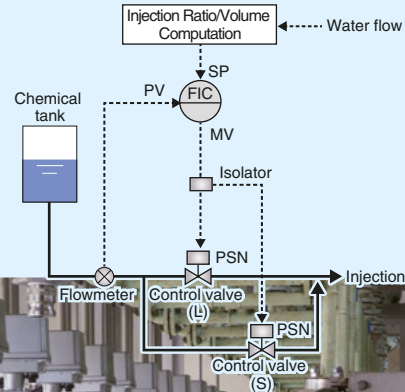 Injection Ratio/Volume
Computation
Water flow
SP
Chemical
tank
PV
FIC
MV
Isolator
PSN
Injection
Flowmeter
Control valve
(L)
PSN
Control valve
(S)